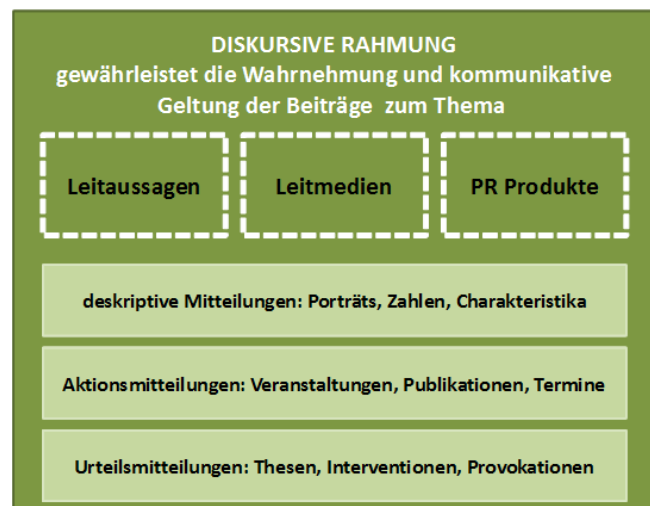 DISKURSIVE RAHMUNG
gewährleistet die Wahrnehmung und kommunikative
Geltung der Beiträge zum Thema
Leitaussagen
Leitmedien
PR Produkte
deskriptive Mitteilungen: Porträts, Zahlen, Charakteristika
Aktionsmitteilungen: Veranstaltungen, Publikationen, Termine
Urteilsmitteilungen: Thesen, Interventionen, Provokationen